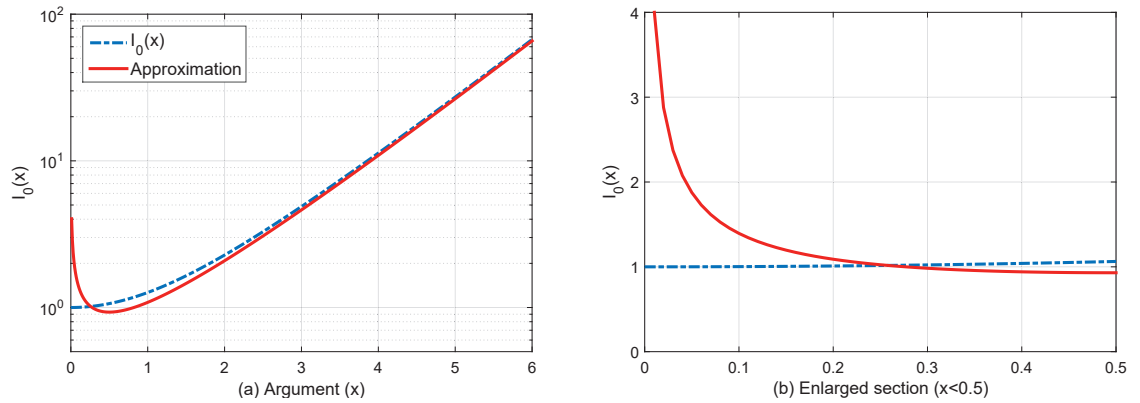 10^2
10^1
10^0
I_0(x)
I_0(x)
Approximation
0 1 2 3 4 5 6
(a) Argument (x)
4
3
2
1
0
I_0(x)
0 0.1 0.2 0.3 0.4 0.5
(b) Enlarged section (x<0.5)